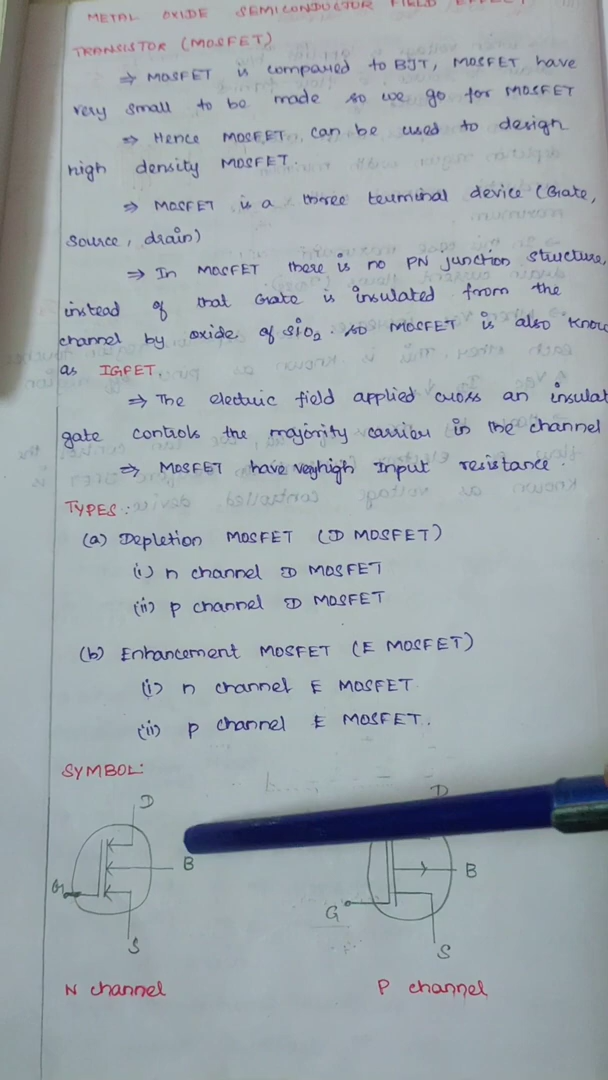 METAL OXIDE SEMICONDUCTOR FIELD EFFECT
TRANSISTOR (MOSFET)
⇒ MOSFET is compared to BJT, MOSFET have
very small to be made so we go for MOSFET
⇒ Hence MOSFET can be used to design
high density MOSFET.
⇒ MOSFET is a three terminal device (Gate,
Source, drain)
⇒ In MOSFET there is no PN junction structure,
instead of that Gate is insulated from the
channel by oxide of SiO2. so MOSFET is also know
as IGFET.
⇒ The electric field applied cross an insulat
gate controls the majority carrier in the channel
⇒ MOSFET have very high Input resistance.
TYPES:
(a) Depletion MOSFET (D MOSFET)
(i) n channel D MOSFET
(ii) p channel D MOSFET
(b) Enhancement MOSFET (E MOSFET)
(i) n channel E MOSFET
(ii) p channel E MOSFET.
SYMBOL:
D D
B B
G G
S S
N channel P channel